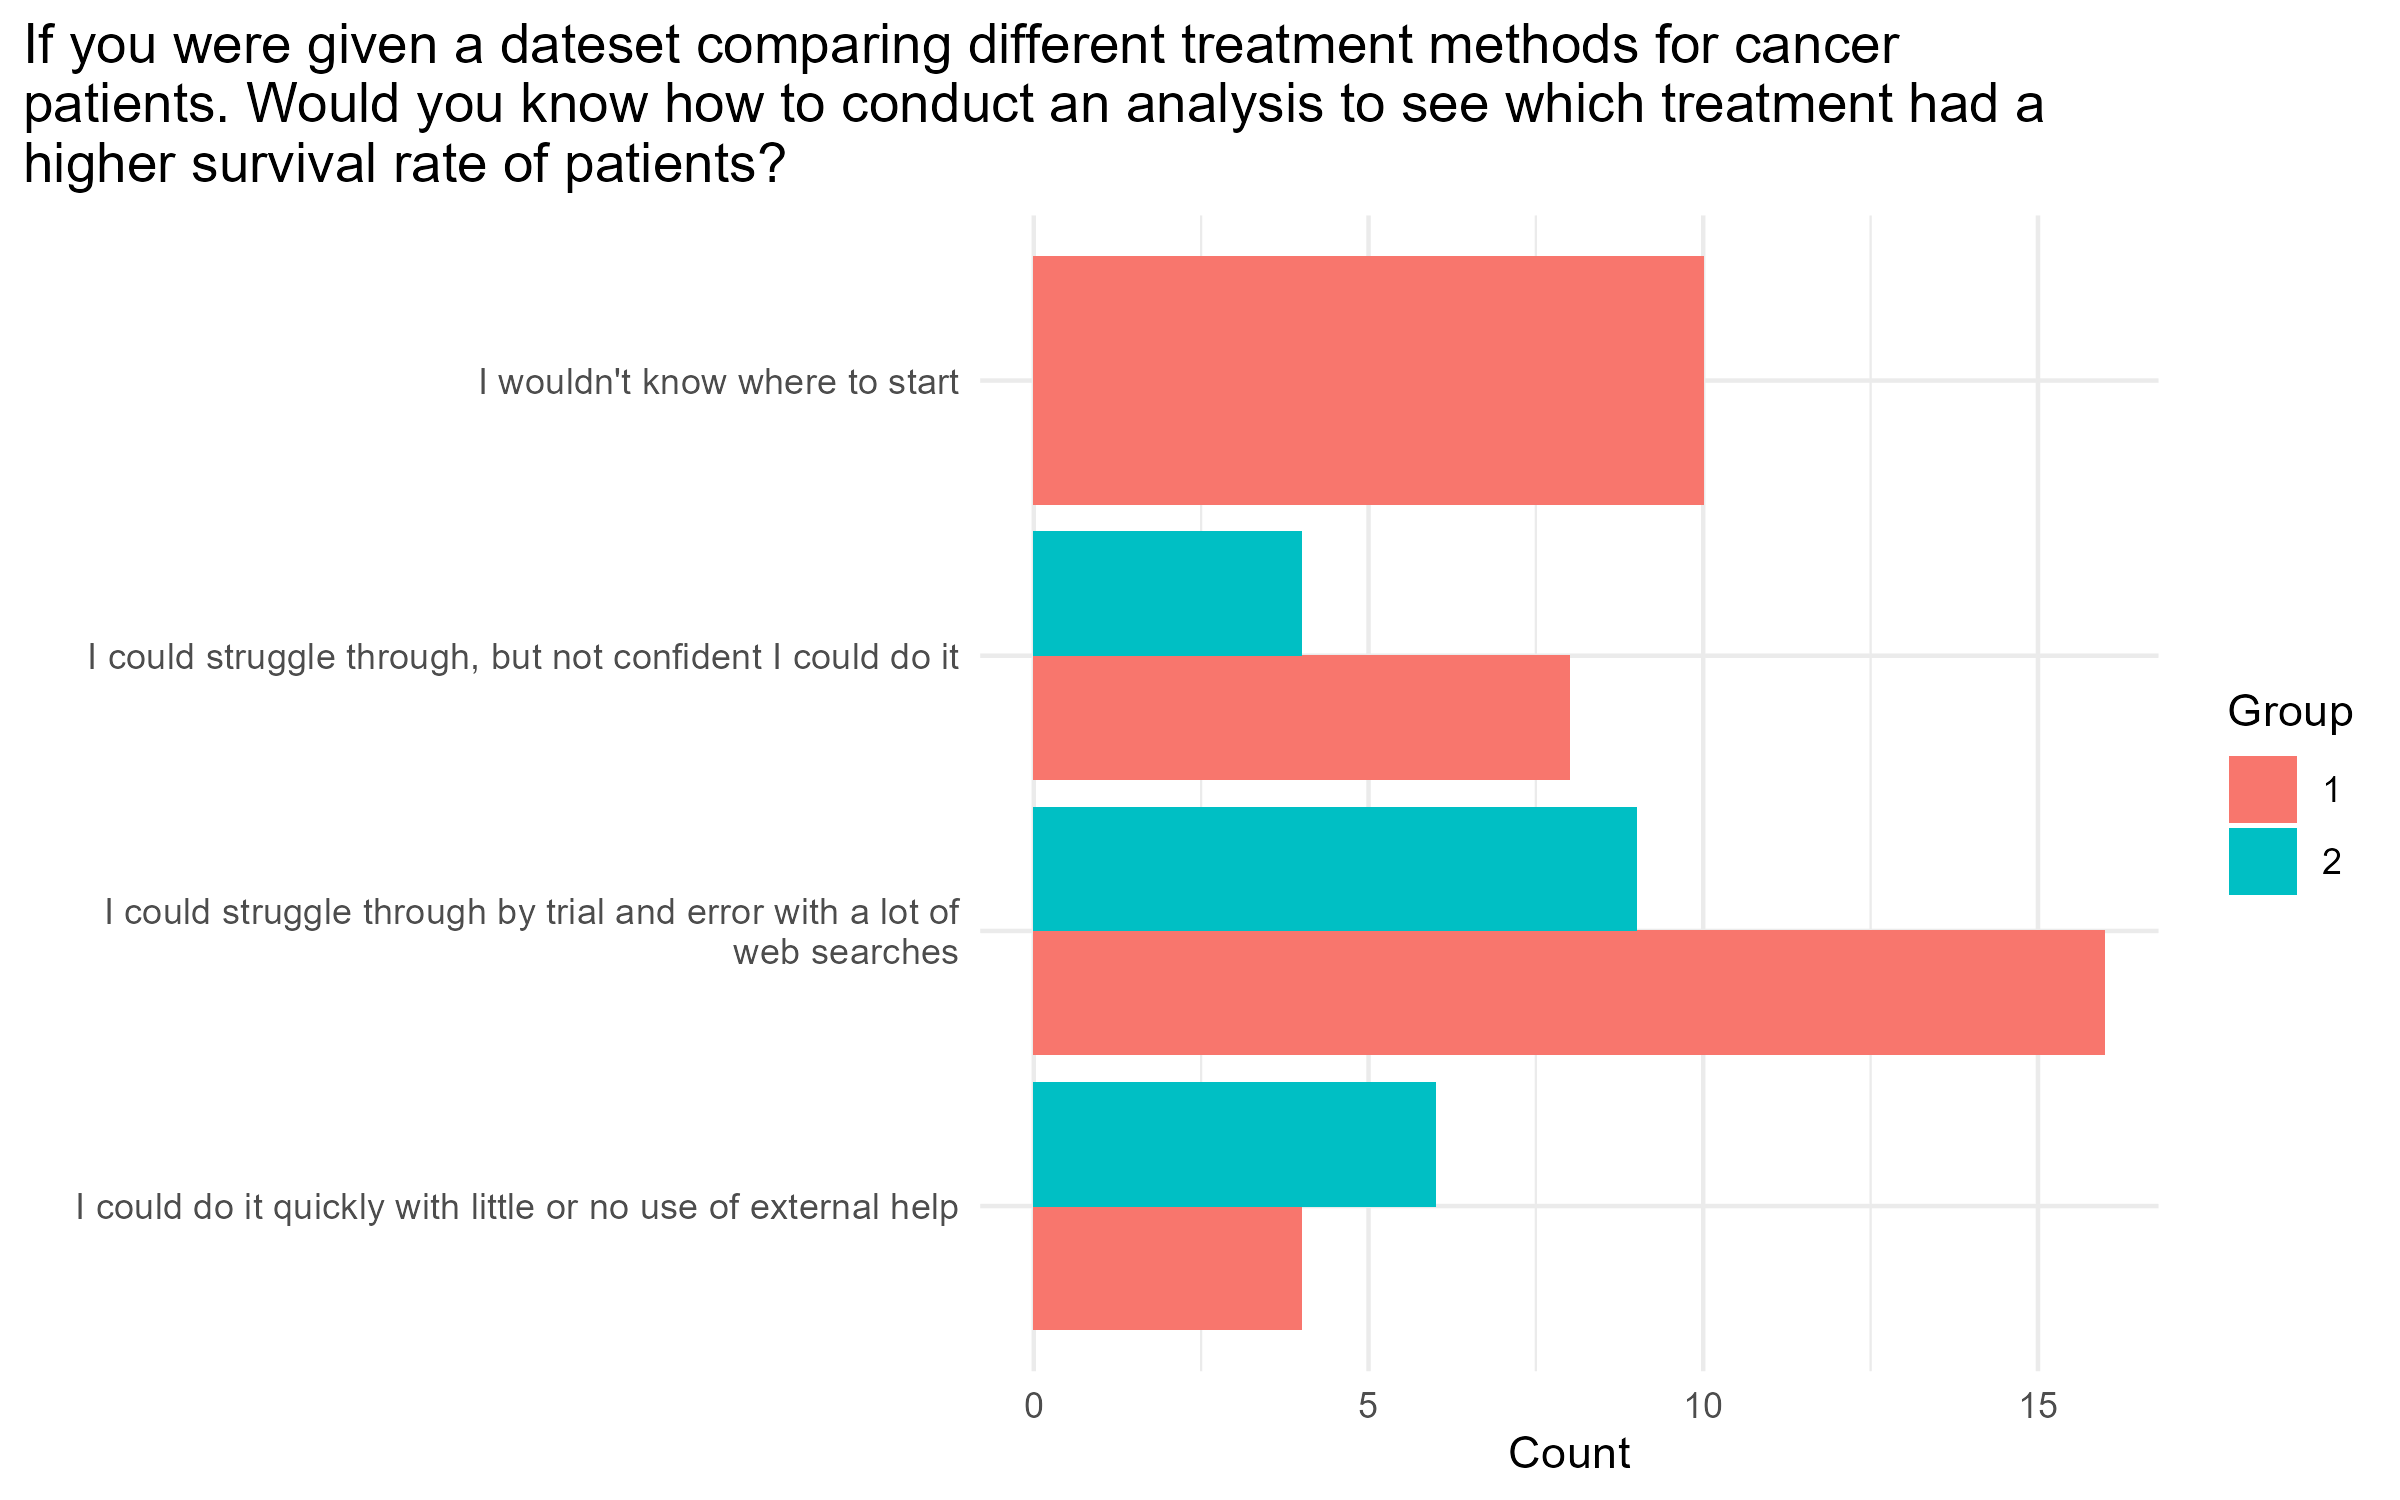 If you were given a dateset comparing different treatment methods for cancer
patients. Would you know how to conduct an analysis to see which treatment had a
higher survival rate of patients?
I wouldn't know where to start
I could struggle through, but not confident I could do it
I could struggle through by trial and error with a lot of
web searches
I could do it quickly with little or no use of external help
0 5 10 15
Count
Group
1
2